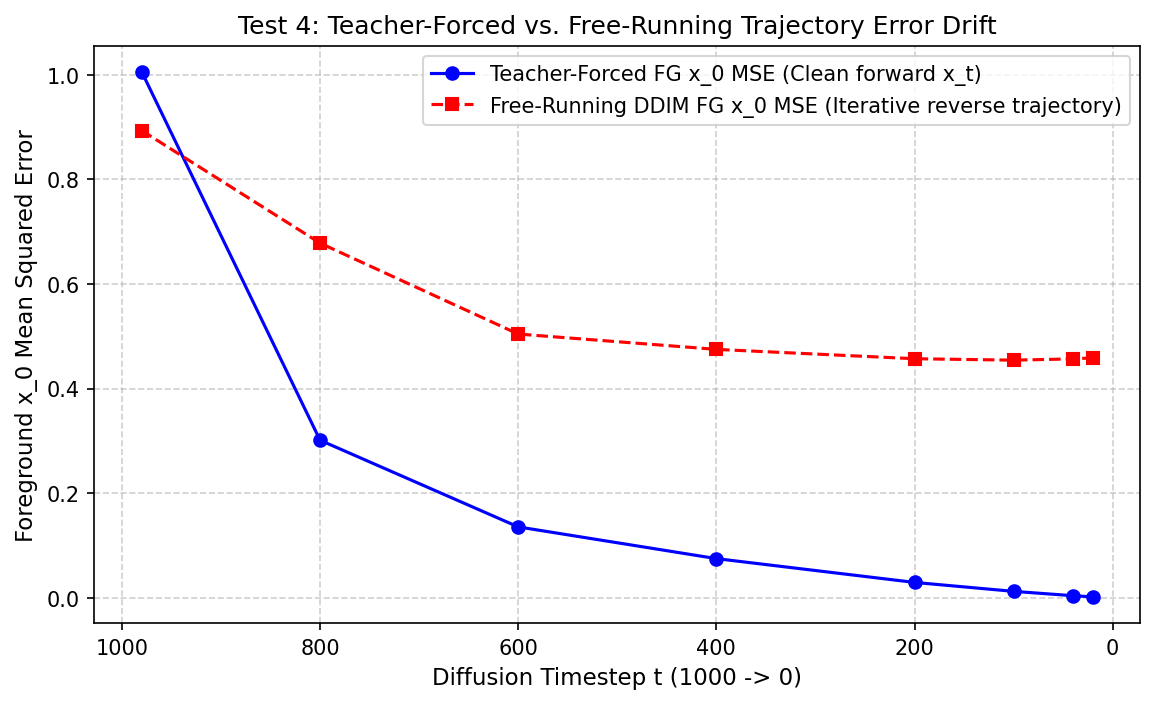 Test 4: Teacher-Forced vs. Free-Running Trajectory Error Drift
Teacher-Forced FG x_0 MSE (Clean forward x_t)
Free-Running DDIM FG x_0 MSE (Iterative reverse trajectory)
Foreground x_0 Mean Squared Error
1.0
0.8
0.6
0.4
0.2
0.0
1000
800
600
400
200
0
Diffusion Timestep t (1000 -> 0)